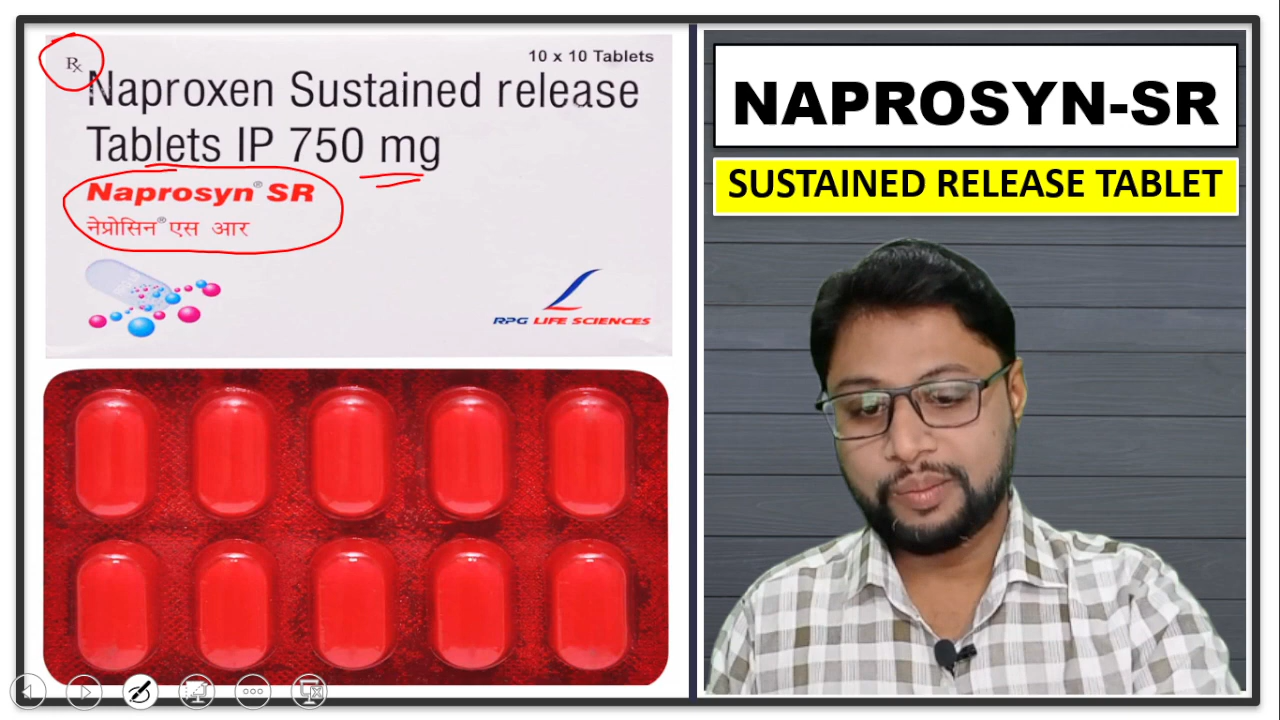 Rx
10 x 10 Tablets
Naproxen Sustained release
Tablets IP 750 mg
Naprosyn® SR
नेप्रोसिन® एस आर
RPG LIFE SCIENCES
NAPROSYN-SR
SUSTAINED RELEASE TABLET